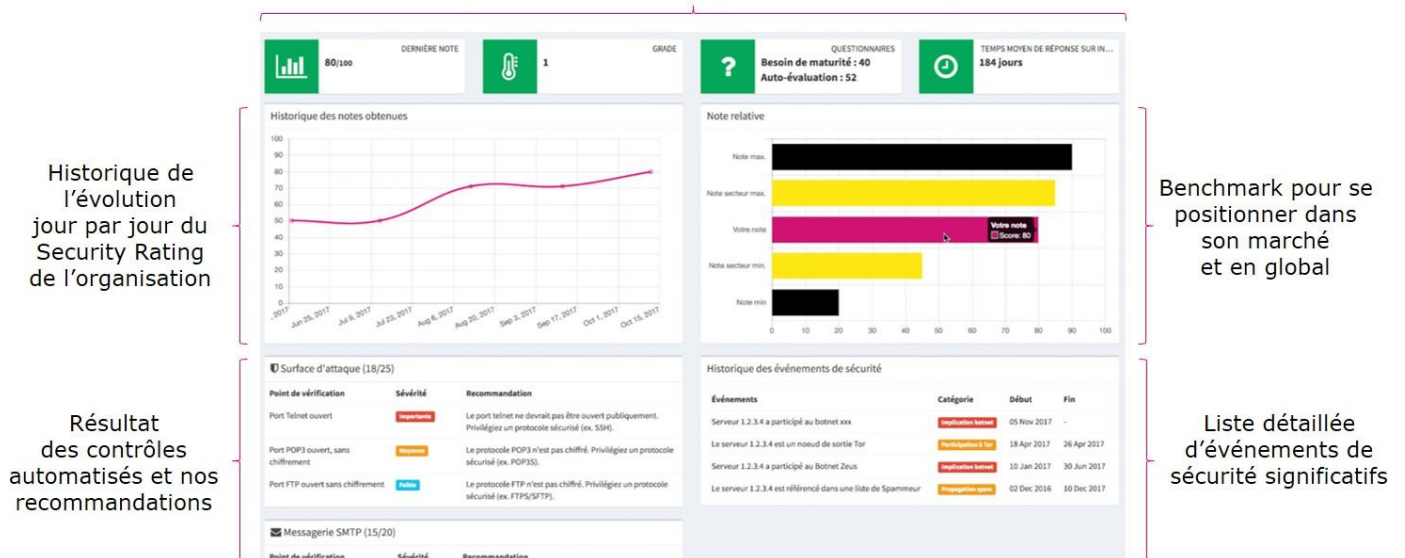 DERNIÈRE NOTE
80/100
GRADE
1
?
QUESTIONNAIRES
Besoin de maturité : 40
Auto-évaluation : 52
TEMPS MOYEN DE RÉPONSE SUR IN...
184 jours
Historique de
l'évolution
jour par jour du
Security Rating
de l'organisation
Historique des notes obtenues
100
90
80
70
60
50
40
30
20
10
0
, 2017
Jun 25, 2017
Jul 9, 2017
Jul 23, 2017
Aug 6, 2017
Aug 20, 2017
Sep 3, 2017
Sep 17, 2017
Oct 1, 2017
Oct 15, 2017
Note relative
Note max.
Note secteur max.
Votre note
Note secteur min.
Note min
Votre note
Score: 80
0 10 20 30 40 50 60 70 80 90 100
Benchmark pour se
positionner dans
son marché
et en global
Résultat
des contrôles
automatisés et nos
recommandations
Surface d'attaque (18/25)
Point de vérification Sévérité Recommandation
Port Telnet ouvert Importante Le port telnet ne devrait pas être ouvert publiquement.
Privilégiez un protocole sécurisé (ex. SSH).
Port POP3 ouvert, sans
chiffrement
Moyenne Le protocole POP3 n'est pas chiffré. Privilégiez un protocole
sécurisé (ex. POP3S).
Port FTP ouvert sans chiffrement Faible Le protocole FTP n'est pas chiffré. Privilégiez un protocole
sécurisé (ex. FTPS/SFTP).
Messagerie SMTP (15/20)
Point de vérification Sévérité Recommandation
Historique des événements de sécurité
Événements Catégorie Début Fin
Serveur 1.2.3.4 a participé au botnet xxx Implication botnet 05 Nov 2017 -
Le serveur 1.2.3.4 est un noeud de sortie Tor Participation à Tor 18 Apr 2017 26 Apr 2017
Serveur 1.2.3.4 a participé au Botnet Zeus Implication botnet 10 Jan 2017 30 Jun 2017
Le serveur 1.2.3.4 est référencé dans une liste de Spammeur Propagation spam 02 Dec 2016 10 Dec 2017
Liste détaillée
d'événements de
sécurité significatifs